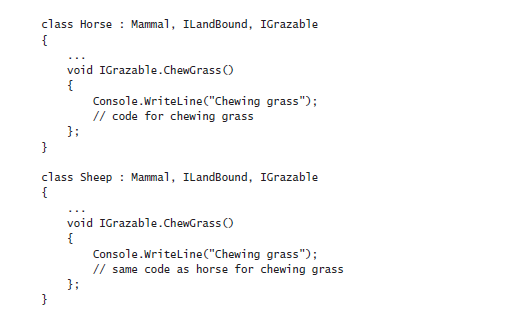 class Horse : Mammal, ILandBound, IGrazable
{
...
void IGrazable.ChewGrass()
{
Console.WriteLine("Chewing grass");
// code for chewing grass
};
}
class Sheep : Mammal, ILandBound, IGrazable
{
...
void IGrazable.ChewGrass()
{
Console.WriteLine("Chewing grass");
// same code as horse for chewing grass
};
}